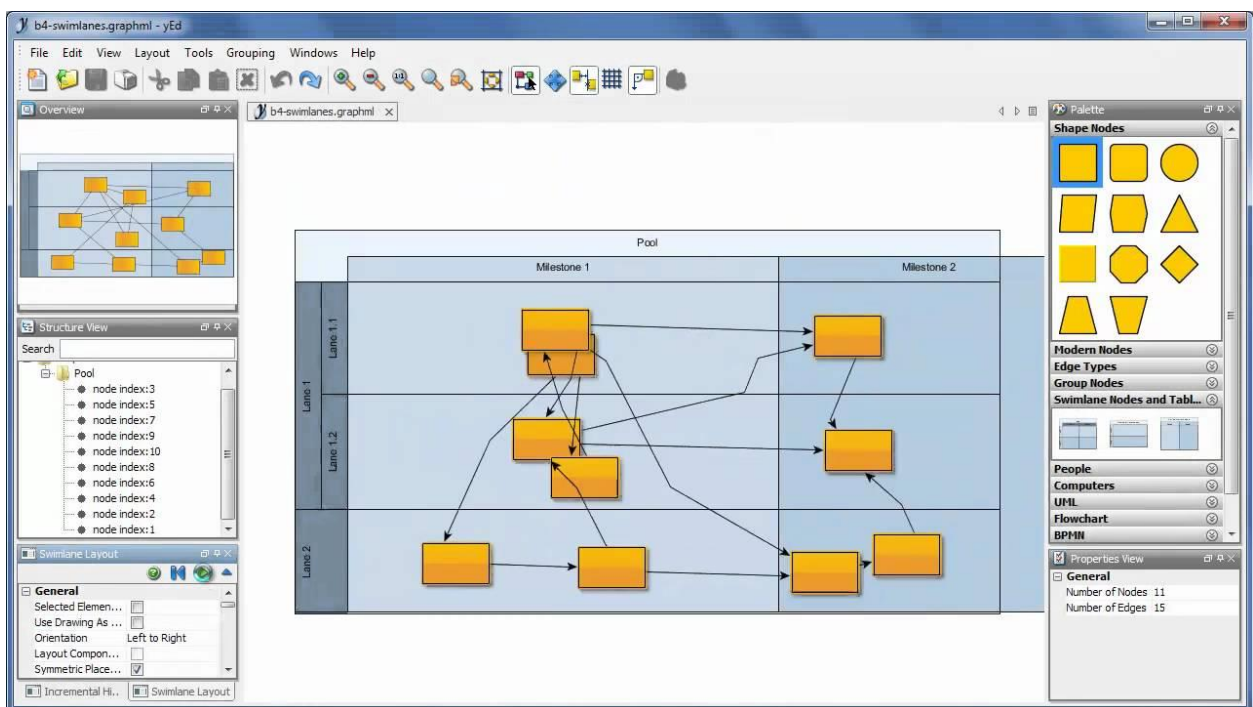 b4-swimlanes.graphml - yEd
File Edit View Layout Tools Grouping Windows Help
Overview
b4-swimlanes.graphml
Palette
Shape Nodes
Modern Nodes
Edge Types
Group Nodes
Swimlane Nodes and Tabl...
People
Computers
UML
Flowchart
BPMN
Pool
Milestone 1
Milestone 2
Lane 1
Lane 1.1
Lane 1.2
Lane 2
Structure View
Search
Pool
node index:3
node index:5
node index:7
node index:9
node index:10
node index:8
node index:6
node index:4
node index:2
node index:1
Swimlane Layout
General
Selected Elemen...
Use Drawing As ...
Orientation Left to Right
Layout Compon...
Symmetric Place...
Incremental Hi..
Swimlane Layout
Properties View
General
Number of Nodes 11
Number of Edges 15